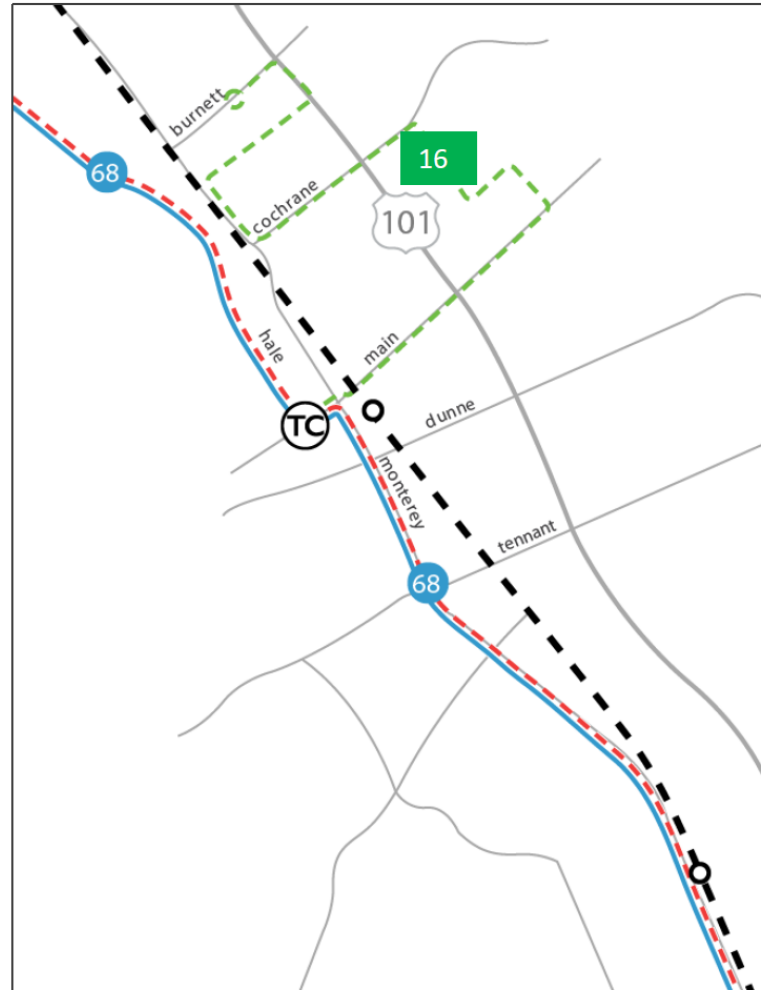 burnett
16
68
cochrane
101
hale
main
TC
dunne
monterey
tennant
68